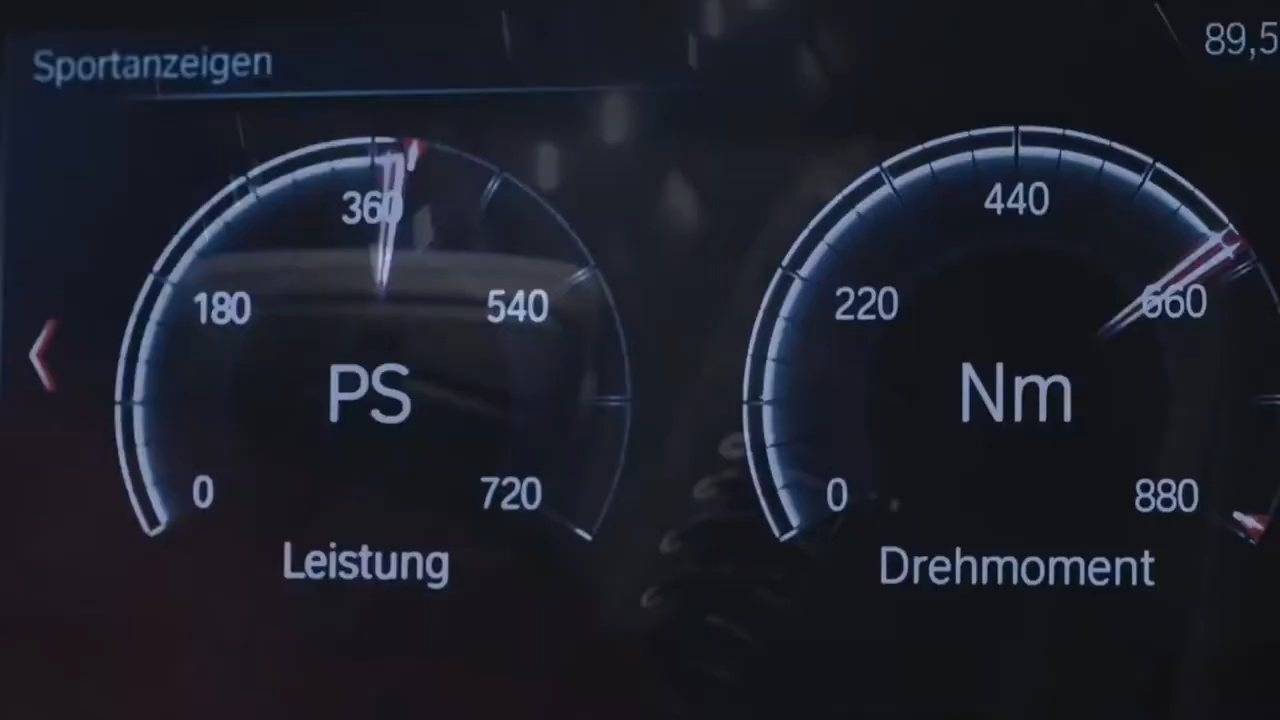 Sportanzeigen
89,5
360
180
540
PS
0
720
Leistung
440
220
660
Nm
0
880
Drehmoment